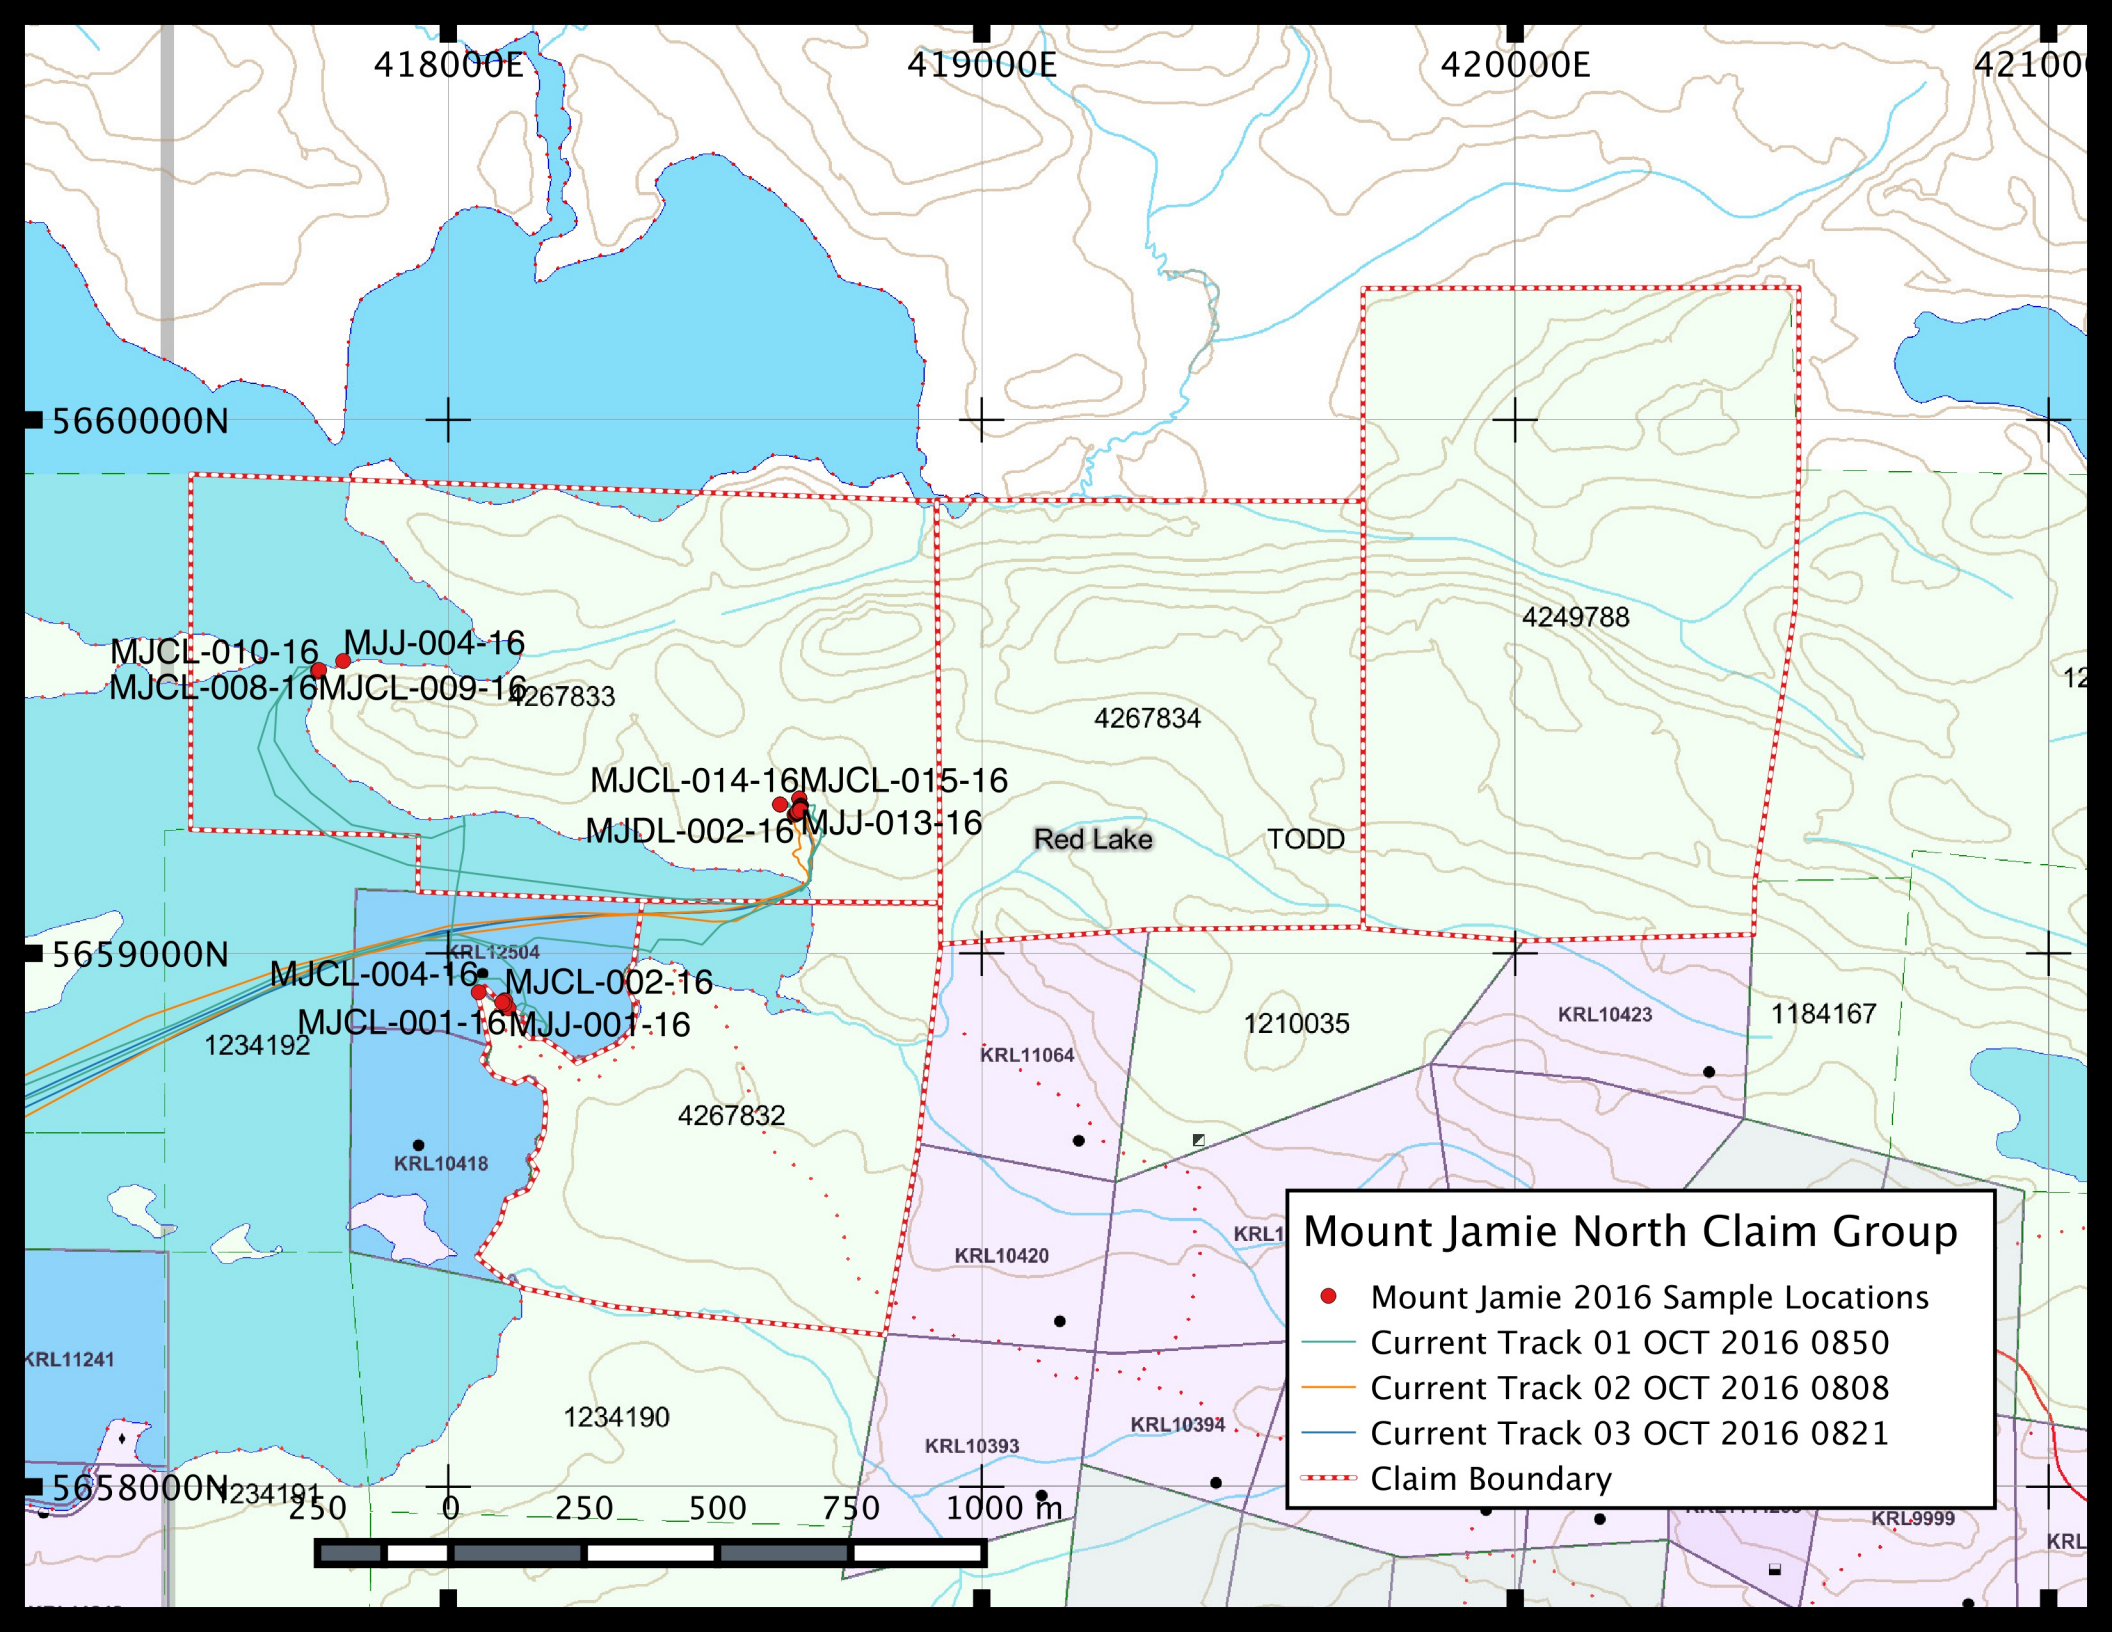 418000E
419000E
420000E
5660000N
4249788
MJCL-010-16
MJJ-004-16
MJCL-008-16
MJCL-009-16
4267833
4267834
MJCL-014-16
MJCL-015-16
MJDL-002-16
MJJ-013-16
Red Lake
TODD
5659000N
KRL12504
MJCL-004-16
MJCL-002-16
MJCL-001-16
MJJ-001-16
1234192
1210035
KRL10423
1184167
KRL11064
4267832
KRL10418
KRL10420
KRL1
KRL11241
1234190
KRL10393
KRL10394
Mount Jamie North Claim Group
Mount Jamie 2016 Sample Locations
Current Track 01 OCT 2016 0850
Current Track 02 OCT 2016 0808
Current Track 03 OCT 2016 0821
Claim Boundary
5658000N
1234191
250 0 250 500 750 1000 m
KRL9999
KRL